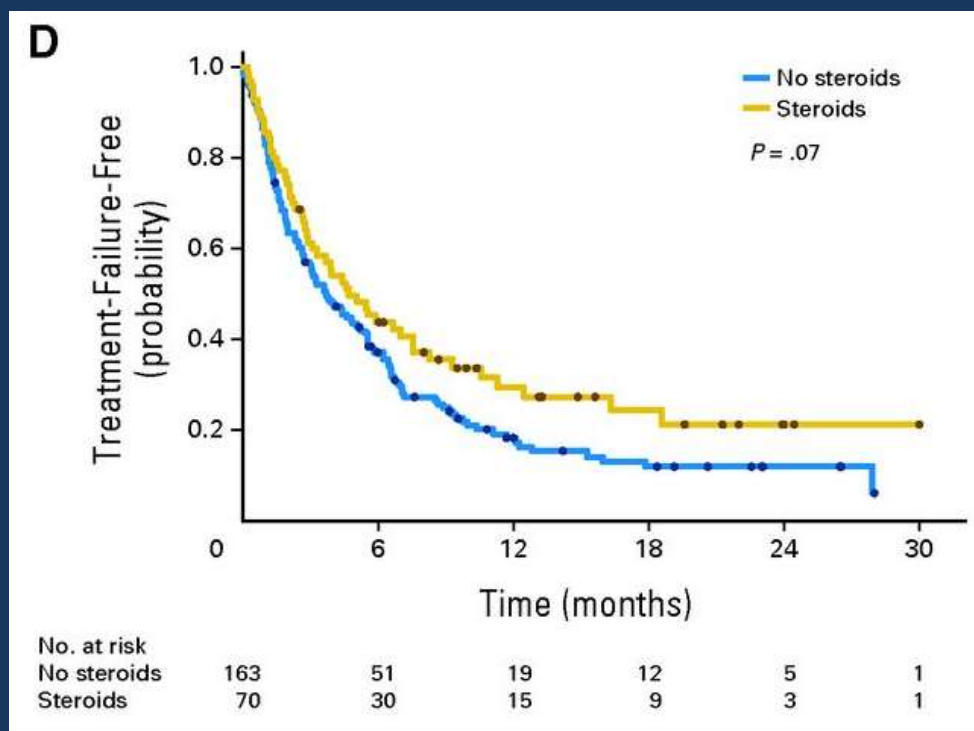 D
Treatment-Failure-Free
(probability)
1.0
0.8
0.6
0.4
0.2
No steroids
Steroids
P = .07
0 6 12 18 24 30
Time (months)
No. at risk
No steroids 163 51 19 12 5 1
Steroids 70 30 15 9 3 1